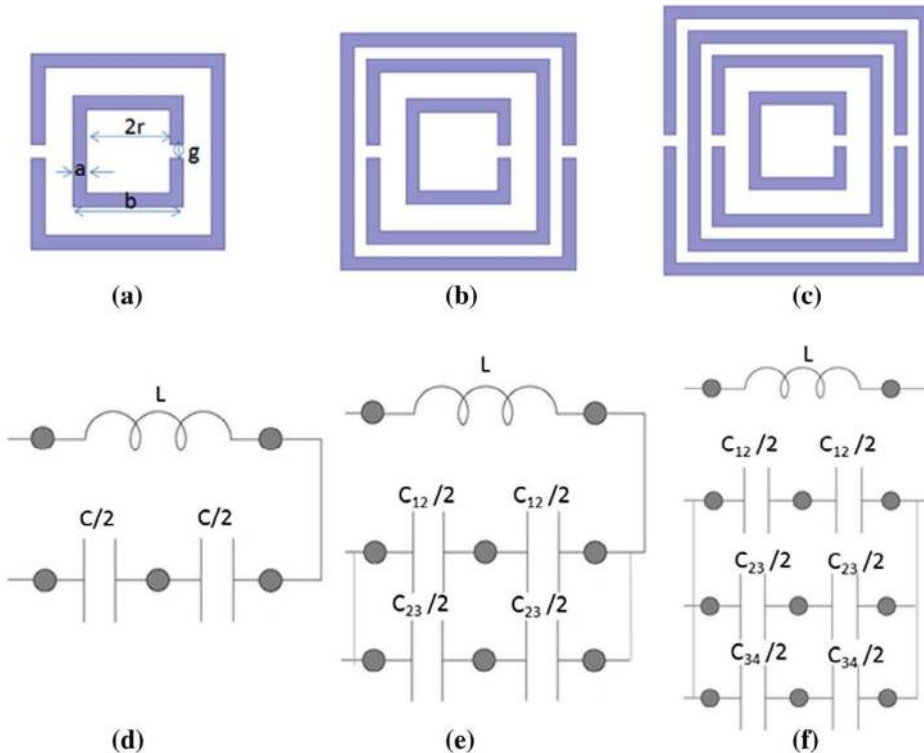 2r
g
a
b
(a)
(b)
(c)
L
C/2
C/2
(d)
L
C₁₂/2
C₁₂/2
C₂₃/2
C₂₃/2
(e)
L
C₁₂/2
C₁₂/2
C₂₃/2
C₂₃/2
C₃₄/2
C₃₄/2
(f)